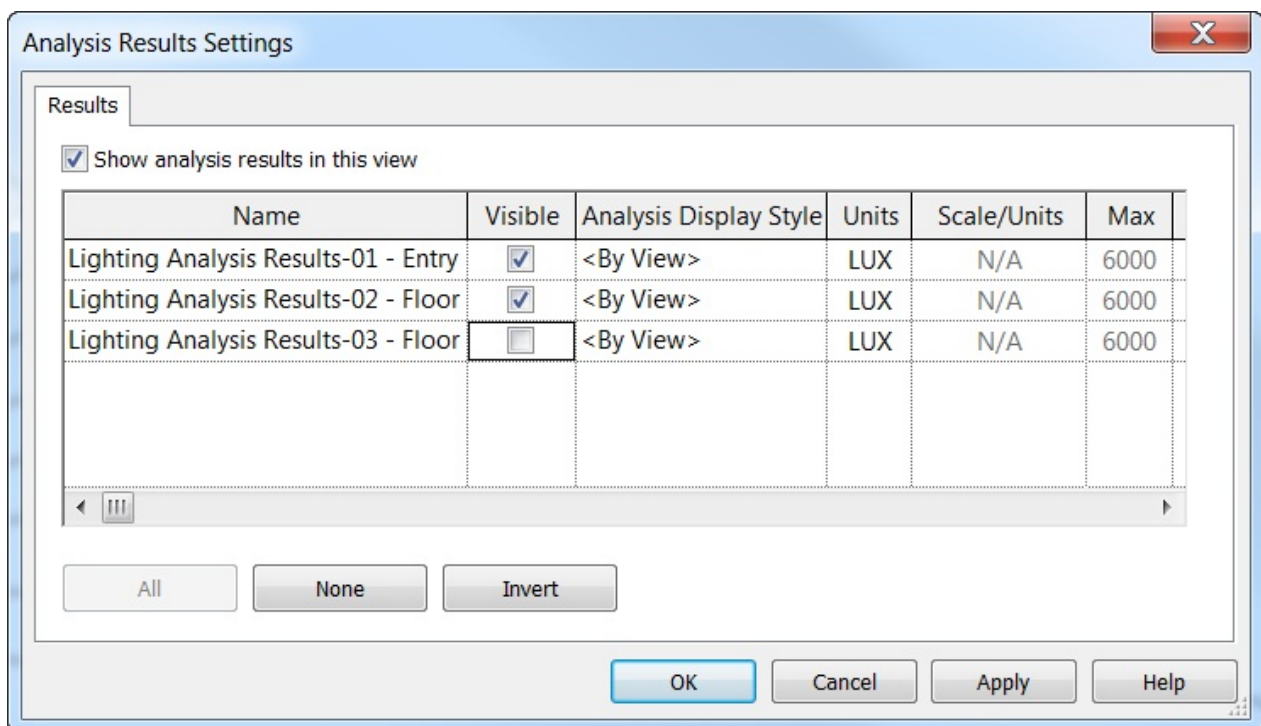 Analysis Results Settings
X
Results
Show analysis results in this view
Name Visible Analysis Display Style Units Scale/Units Max
Lighting Analysis Results-01 - Entry <By View> LUX N/A 6000
Lighting Analysis Results-02 - Floor <By View> LUX N/A 6000
Lighting Analysis Results-03 - Floor <By View> LUX N/A 6000
All None Invert
OK Cancel Apply Help